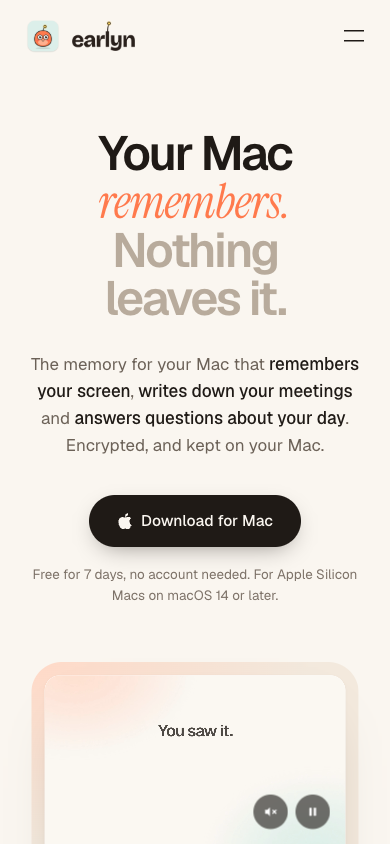 earlyn
Your Mac
remembers.
Nothing
leaves it.
The memory for your Mac that remembers
your screen, writes down your meetings
and answers questions about your day.
Encrypted, and kept on your Mac.
Download for Mac
Free for 7 days, no account needed. For Apple Silicon
Macs on macOS 14 or later.
You saw it.